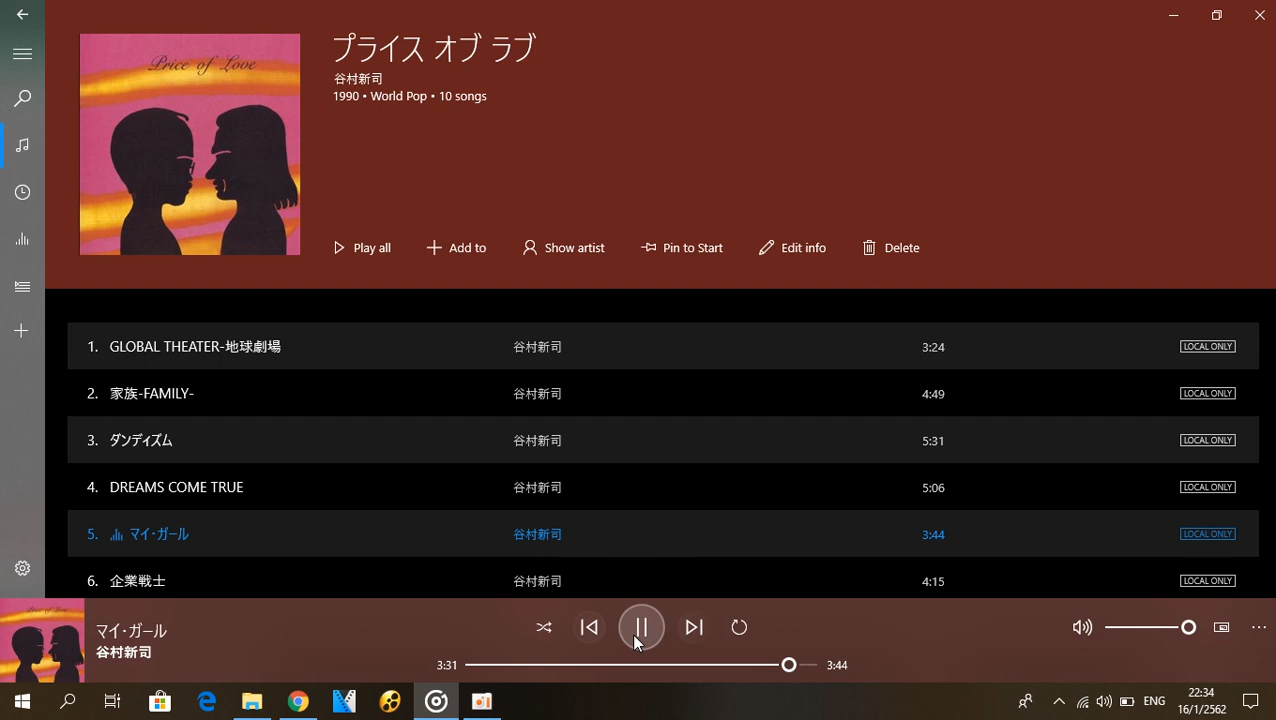 Price of Love
プライス オブ ラブ
谷村新司
1990 • World Pop • 10 songs
Play all
Add to
Show artist
Pin to Start
Edit info
Delete
1. GLOBAL THEATER-地球劇場 谷村新司 3:24 LOCAL ONLY
2. 家族-FAMILY- 谷村新司 4:49 LOCAL ONLY
3. ダンディズム 谷村新司 5:31 LOCAL ONLY
4. DREAMS COME TRUE 谷村新司 5:06 LOCAL ONLY
5. マイ・ガール 谷村新司 3:44 LOCAL ONLY
6. 企業戦士 谷村新司 4:15 LOCAL ONLY
Price of Love
マイ・ガール
谷村新司
3:31 3:44
ENG
22:34
16/1/2562